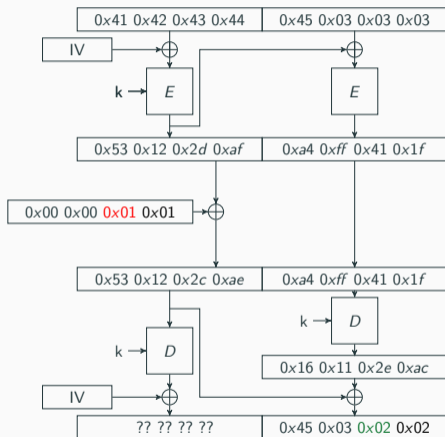 0x41 0x42 0x43 0x44 0x45 0x03 0x03 0x03
IV
k E E
0x53 0x12 0x2d 0xaf 0xa4 0xff 0x41 0x1f
0x00 0x00 0x01 0x01
0x53 0x12 0x2c 0xae 0xa4 0xff 0x41 0x1f
k D
k D
0x16 0x11 0x2e 0xac
IV
?? ?? ?? ?? 0x45 0x03 0x02 0x02